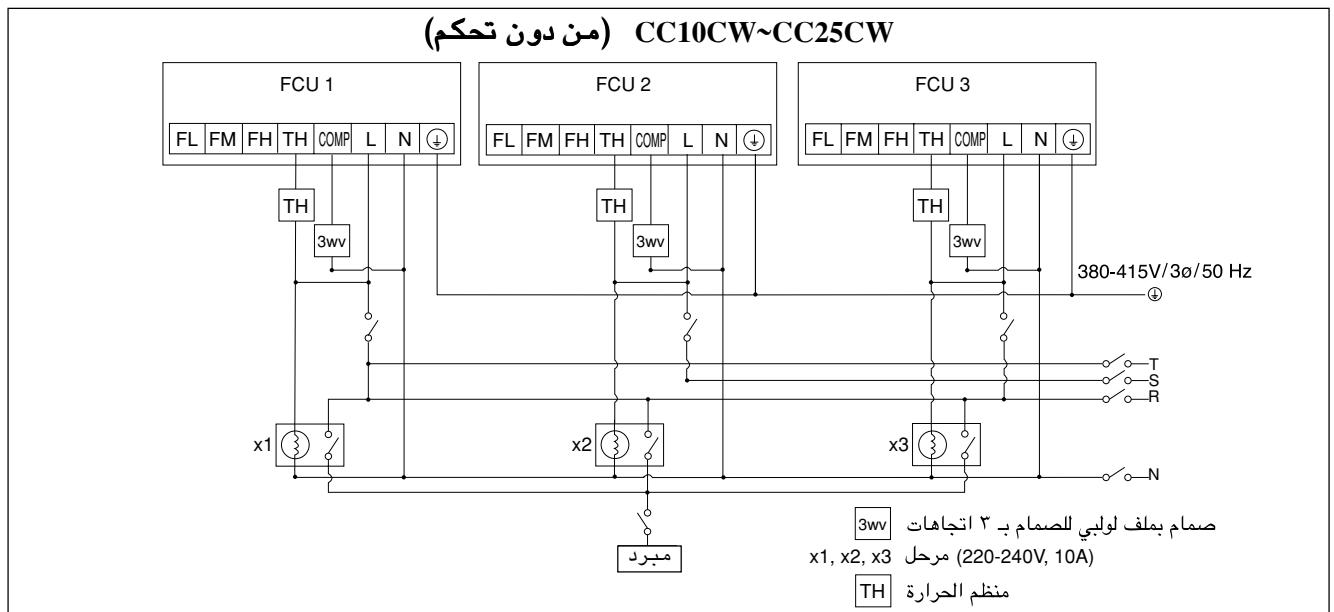 CC10CW~CC25CW (من دون تحكم)
FCU 1
FCU 2
FCU 3
FL FM FH TH COMP L N
FL FM FH TH COMP L N
FL FM FH TH COMP L N
TH
TH
TH
3wv
3wv
3wv
380-415V/3ø/50 Hz
T
S
R
x1
x2
x3
N
صمام بملف لولبي للصمام بـ ٣ اتجاهات 3wv
x1, x2, x3 مرحل (220-240V, 10A)
مبرد
منظم الحرارة TH